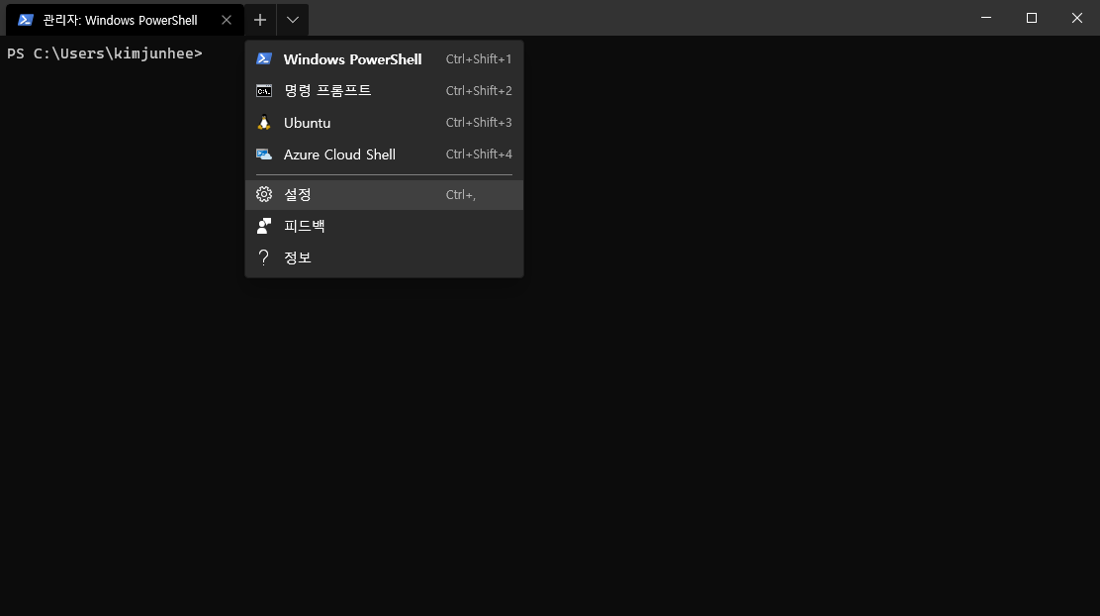 관리자: Windows PowerShell
PS C:\Users\kimjunhee>
Windows PowerShell Ctrl+Shift+1
명령 프롬프트 Ctrl+Shift+2
Ubuntu Ctrl+Shift+3
Azure Cloud Shell Ctrl+Shift+4
설정 Ctrl+,
피드백
정보